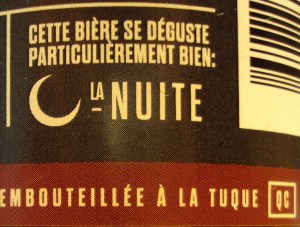 CETTE BIÈRE SE DÉGUSTE
PARTICULIÈREMENT BIEN:
LA NUITE
EMBOUTEILLÉE À LA TUQUE QC